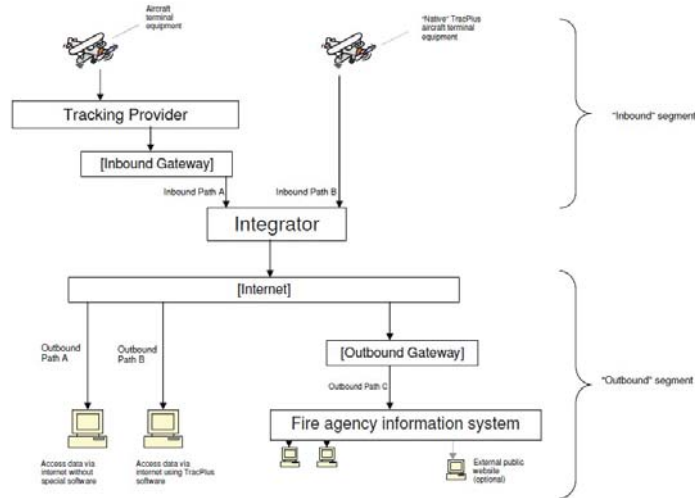 Aircraft
terminal
equipment
"Native" TracPlus
aircraft terminal
equipment
Tracking Provider
"Inbound" segment
[Inbound Gateway]
Inbound Path A
Inbound Path B
Integrator
[Internet]
Outbound
Path A
Outbound
Path B
[Outbound Gateway]
Outbound Path C
"Outbound" segment
Fire agency information system
Access data via
internet without
special software
Access data via
internet using TracPlus
software
External public
website
(optional)